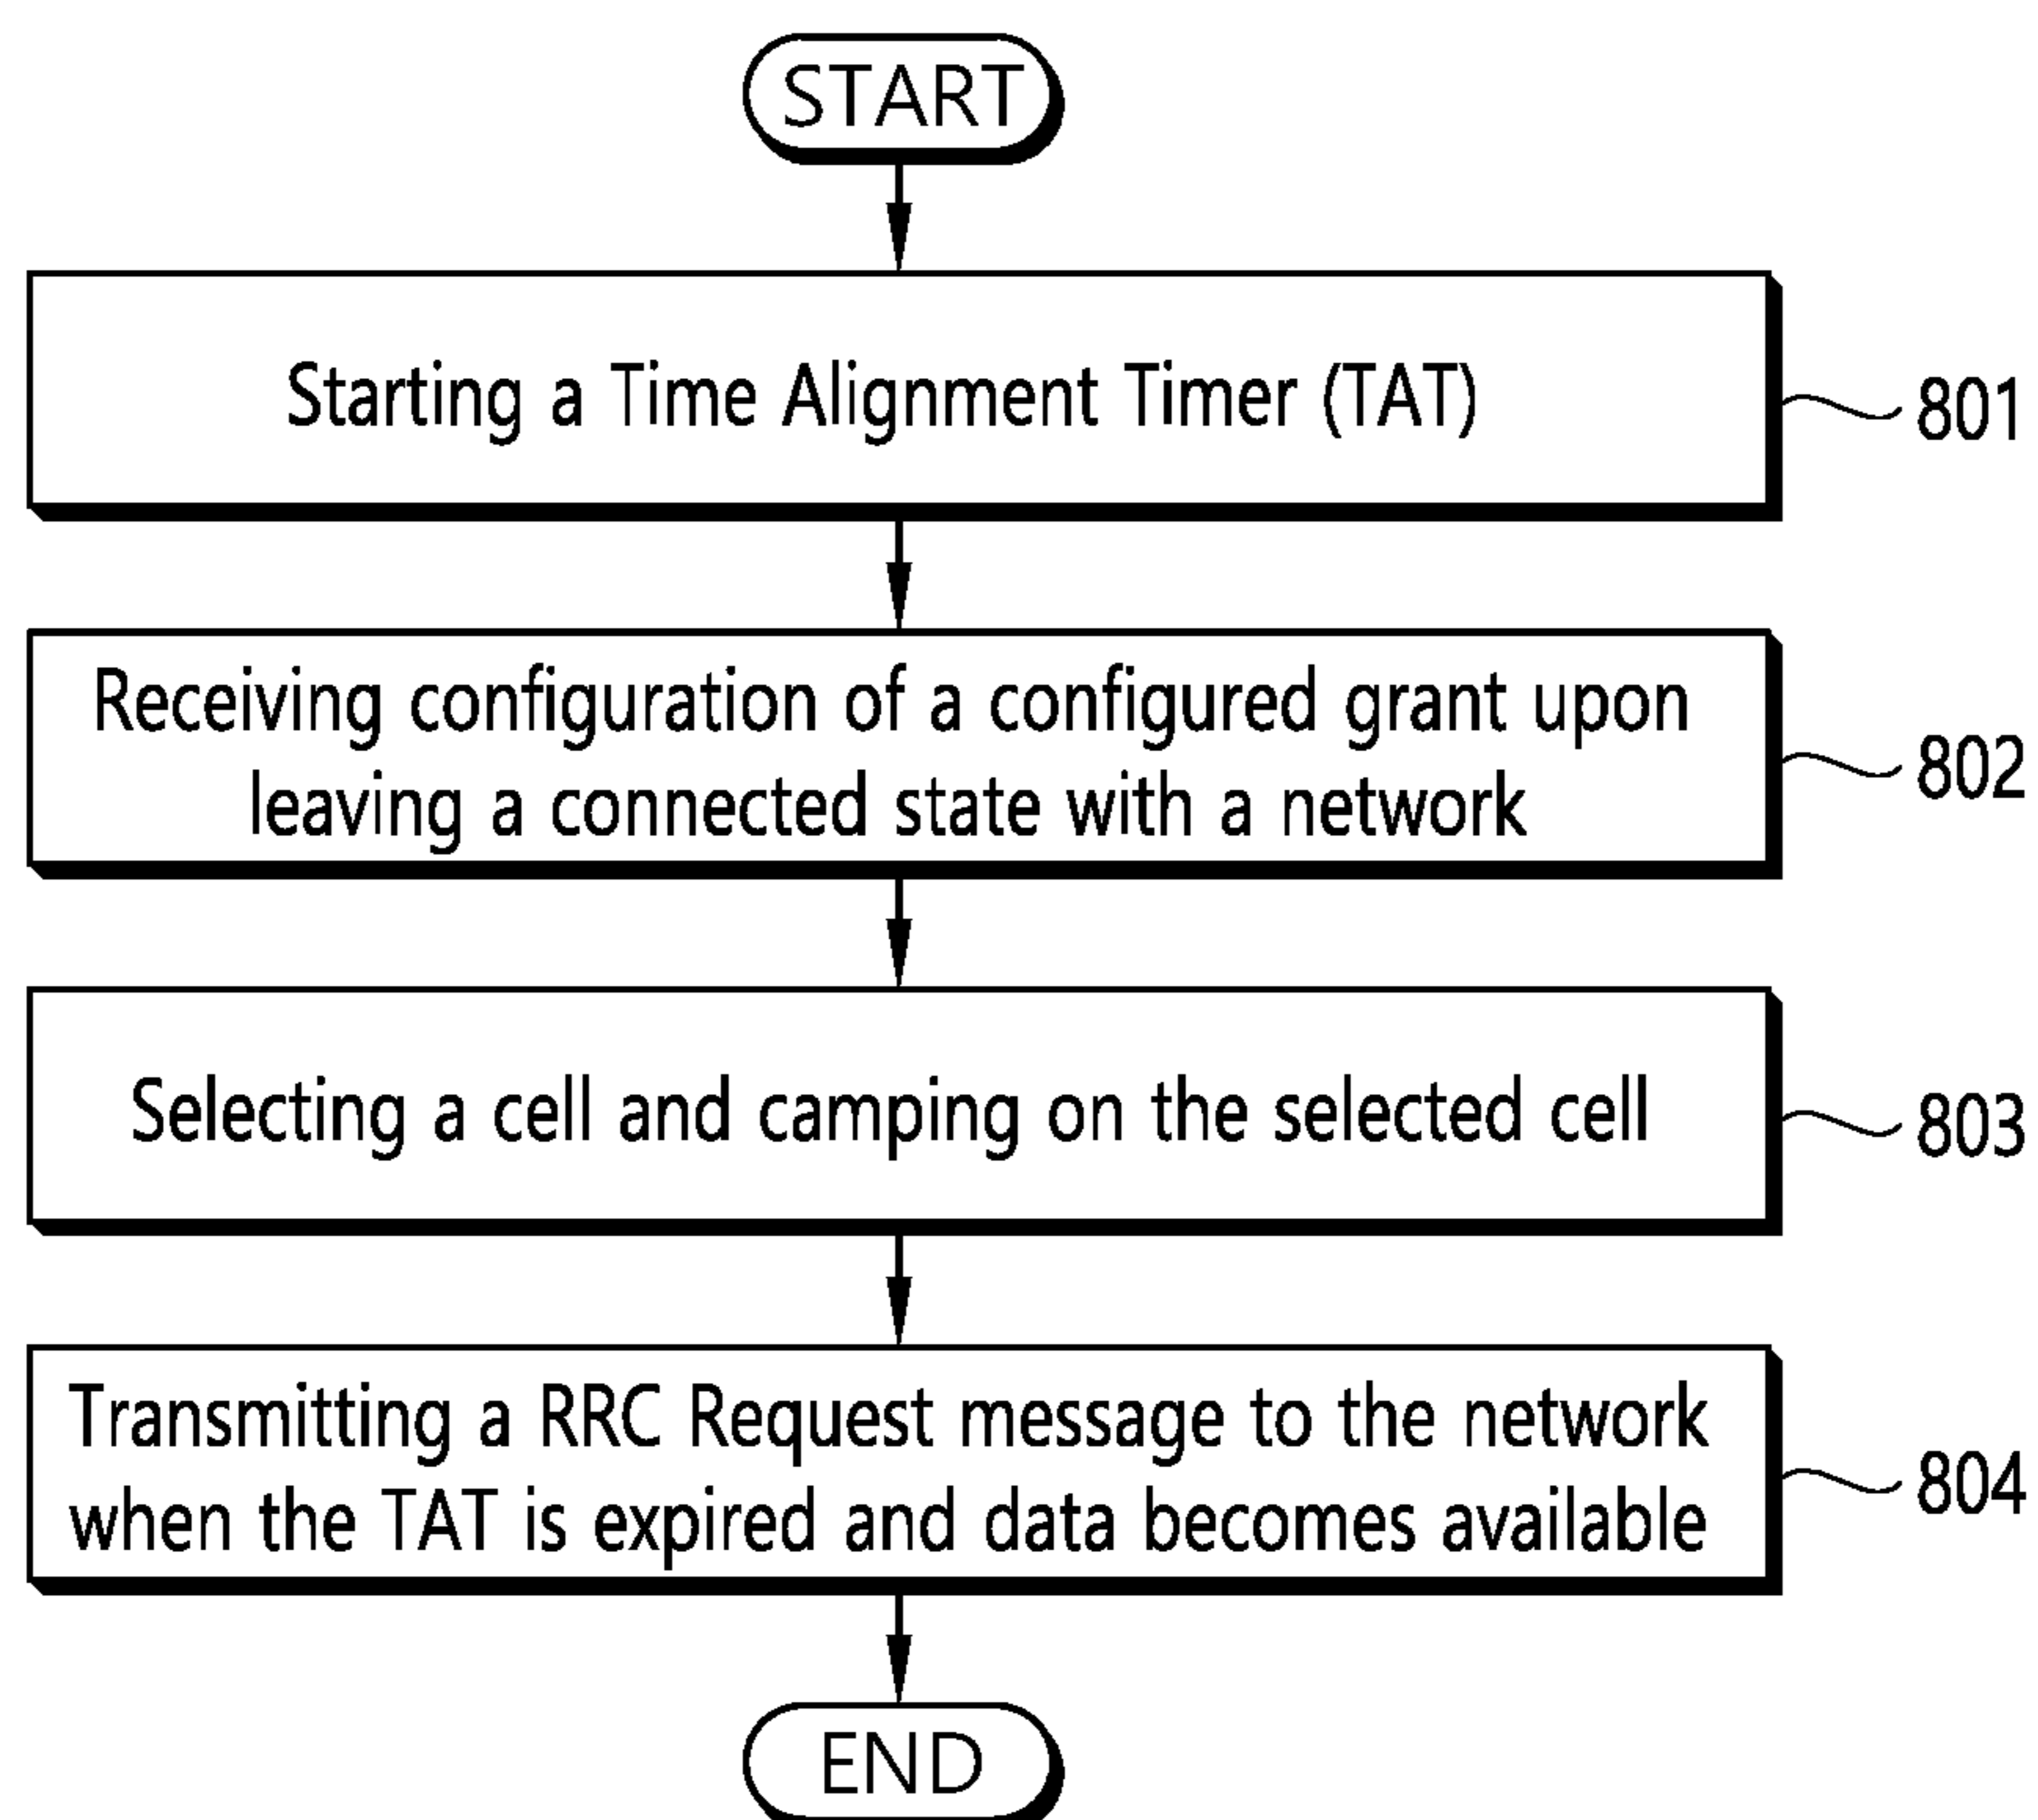 START
Starting a Time Alignment Timer (TAT)
801
Receiving configuration of a configured grant upon
leaving a connected state with a network
802
Selecting a cell and camping on the selected cell
803
Transmitting a RRC Request message to the network
when the TAT is expired and data becomes available
804
END